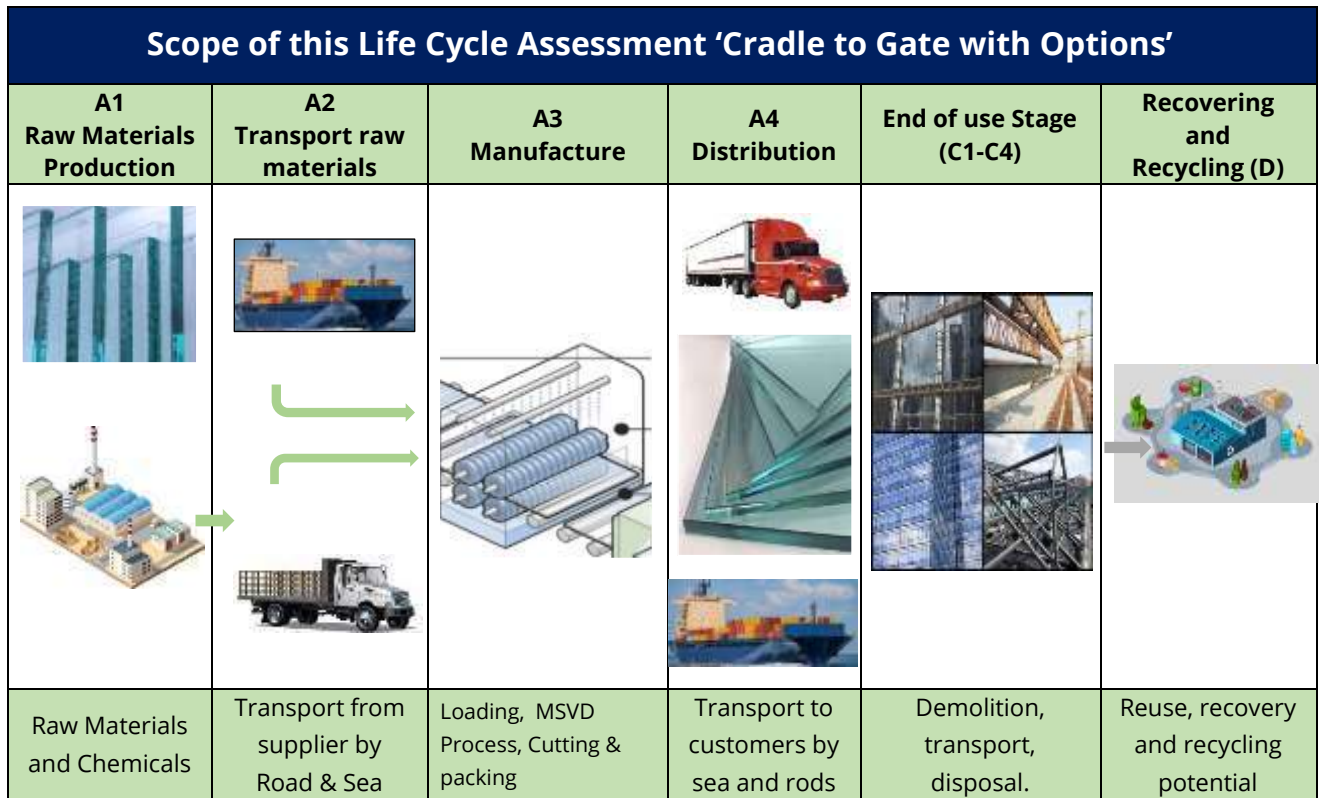 Scope of this Life Cycle Assessment ‘Cradle to Gate with Options’
A1
Raw Materials
Production
A2
Transport raw
materials
A3
Manufacture
A4
Distribution
End of use Stage
(C1-C4)
Recovering
and
Recycling (D)
Raw Materials
and Chemicals
Transport from
supplier by
Road & Sea
Loading, MSVD
Process, Cutting &
packing
Transport to
customers by
sea and rods
Demolition,
transport,
disposal.
Reuse, recovery
and recycling
potential